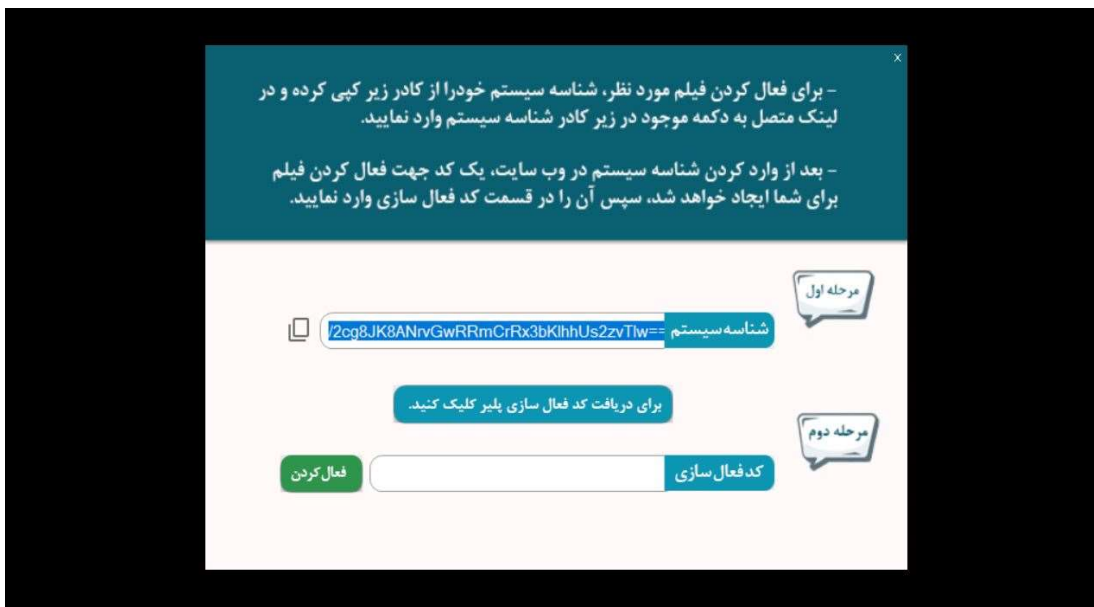 x
- برای فعال کردن فیلم مورد نظر، شناسه سیستم خودرا از کادر زیر کپی کرده و در
لینک متصل به دکمه موجود در زیر کادر شناسه سیستم وارد نمایید.
- بعد از وارد کردن شناسه سیستم در وب سایت، یک کد جهت فعال کردن فیلم
برای شما ایجاد خواهد شد، سپس آن را در قسمت کد فعال سازی وارد نمایید.
مرحله اول
شناسه سیستم
/2cg8JK8ANrvGwRRmCrRx3bKlhhUs2zvTlw==
برای دریافت کد فعال سازی پلیر کلیک کنید.
مرحله دوم
کد فعال سازی
فعال کردن